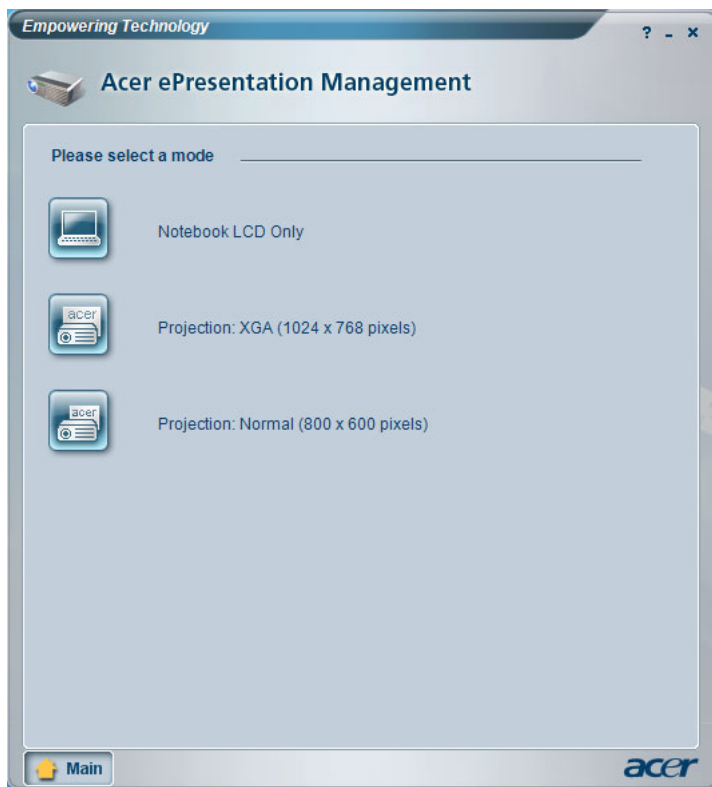 Empowering Technology
? - ×
Acer ePresentation Management
Please select a mode
Notebook LCD Only
acer
Projection: XGA (1024 x 768 pixels)
acer
Projection: Normal (800 x 600 pixels)
Main
acer